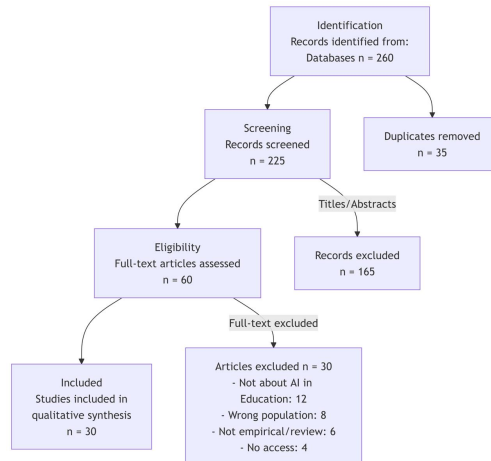 Identification
Records identified from:
Databases n = 260
Screening
Records screened
n = 225
Duplicates removed
n = 35
Titles/Abstracts
Eligibility
Full-text articles assessed
n = 60
Records excluded
n = 165
Full-text excluded
Included
Studies included in
qualitative synthesis
n = 30
Articles excluded n = 30
- Not about AI in
Education: 12
- Wrong population: 8
- Not empirical/review: 6
- No access: 4